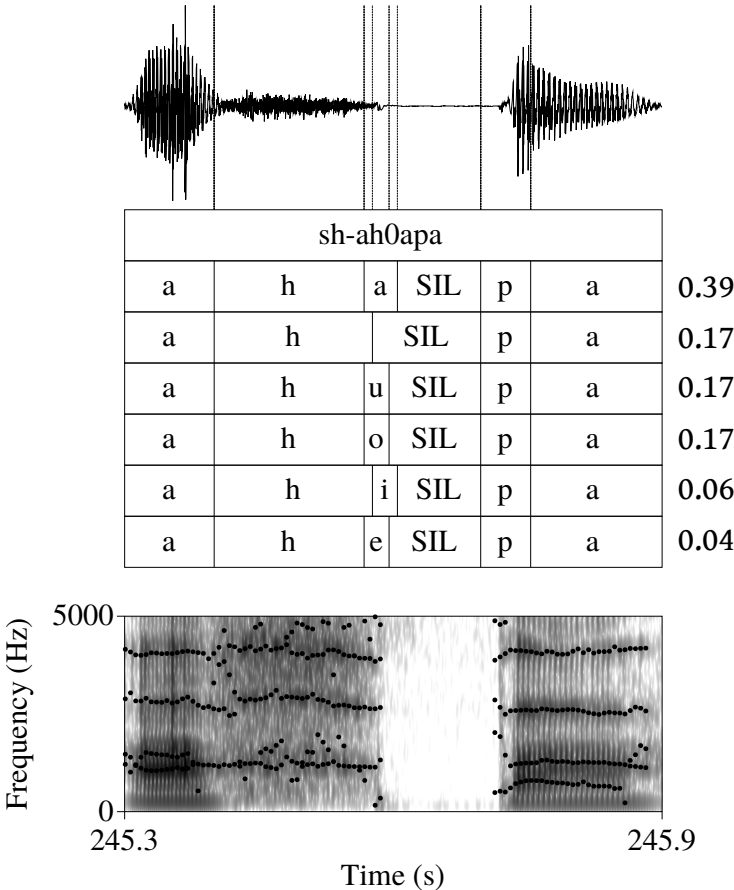 sh-ah0apa
a h a SIL p a 0.39
a h SIL p a 0.17
a h u SIL p a 0.17
a h o SIL p a 0.17
a h i SIL p a 0.06
a h e SIL p a 0.04
5000
Frequency (Hz)
0
245.3 245.9
Time (s)